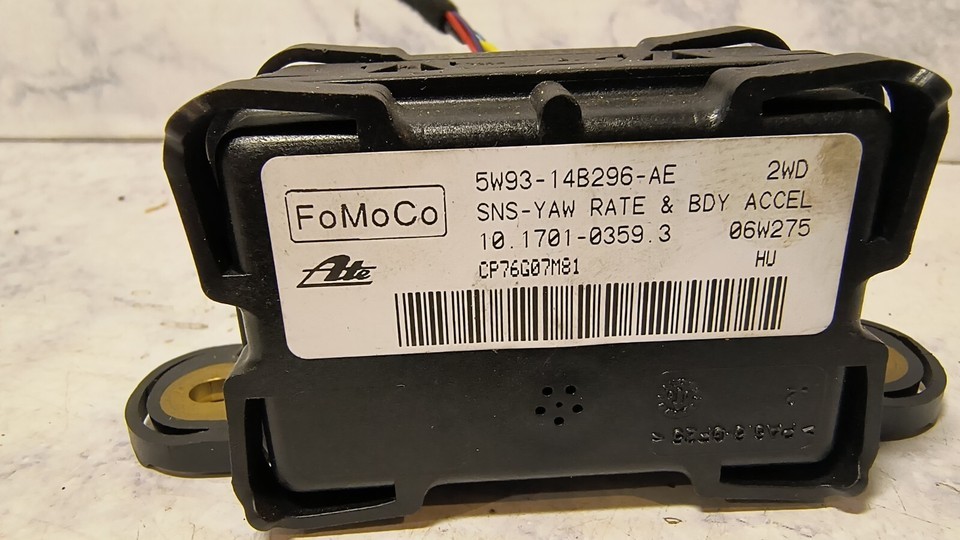 FoMoCo
Ate
5W93-14B296-AE 2WD
SNS-YAW RATE & BDY ACCEL
10.1701-0359.3 06W275
CP76G07M81 HU